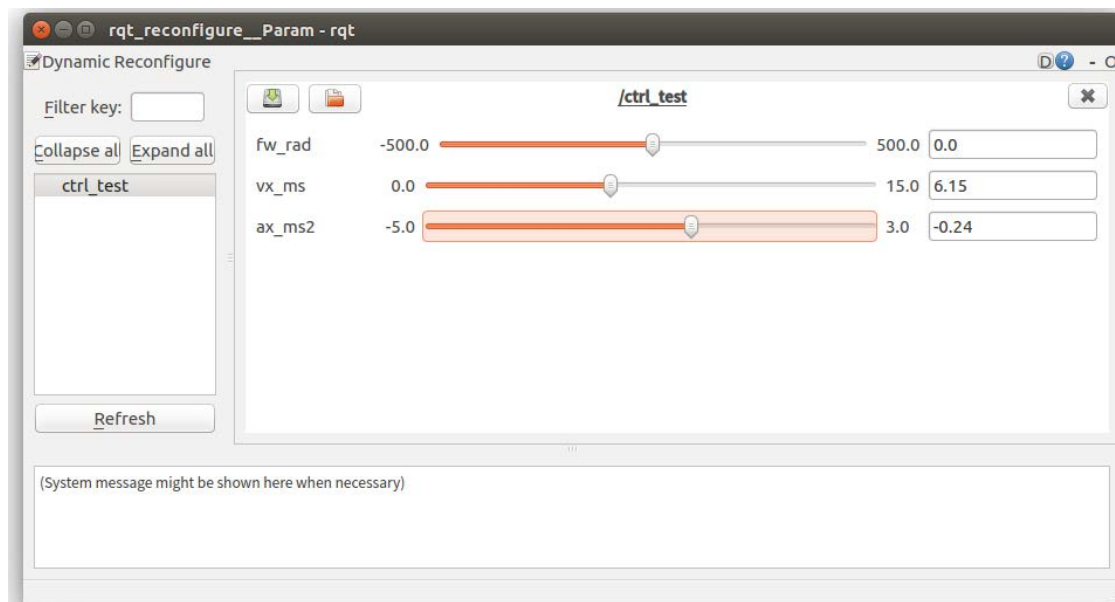 rqt_reconfigure__Param - rqt
Dynamic Reconfigure
D
- O
Filter key:
/ctrl_test
Collapse al
Expand all
fw_rad -500.0 500.0 0.0
ctrl_test
vx_ms 0.0 15.0 6.15
ax_ms2 -5.0 3.0 -0.24
Refresh
(System message might be shown here when necessary)